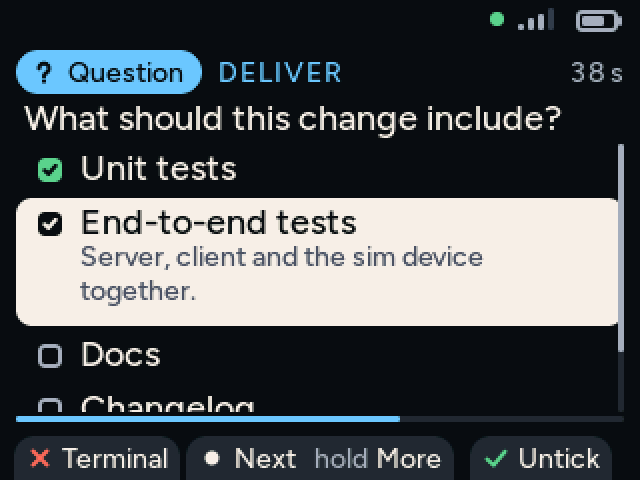 ? Question DELIVER 38 s
What should this change include?
Unit tests
End-to-end tests
Server, client and the sim device
together.
Docs
Changelog
Terminal Next hold More Untick